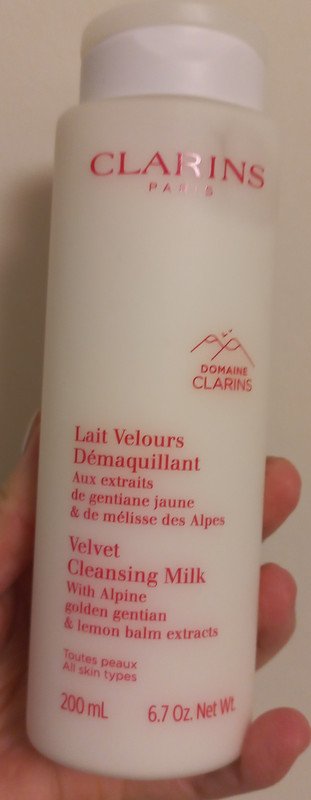 CLARINS
PARIS
DOMAINE
CLARINS
Lait Velours
Démaquillant
Aux extraits
de gentiane jaune
& de mélisse des Alpes
Velvet
Cleansing Milk
With Alpine
golden gentian
& lemon balm extracts
Toutes peaux
All skin types
200 mL 6.7 Oz. Net Wt.